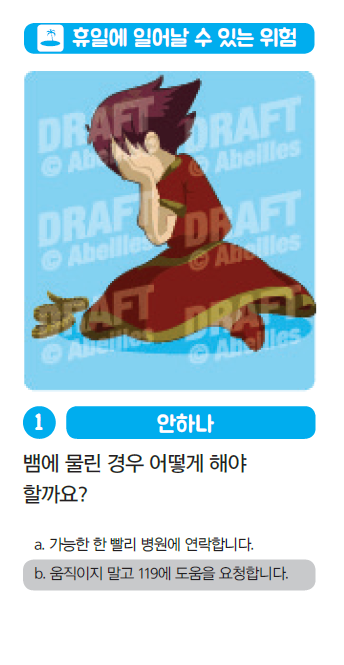 휴일에 일어날 수 있는 위험
DRAFT DRAFT
© Abeilles © Abeilles
DRAFT DRAFT
© Abeilles © Abeilles
DRAFT DRAFT
© Abeilles © Abeilles
1 안하나
뱀에 물린 경우 어떻게 해야
할까요?
a. 가능한 한 빨리 병원에 연락합니다.
b. 움직이지 말고 119에 도움을 요청합니다.